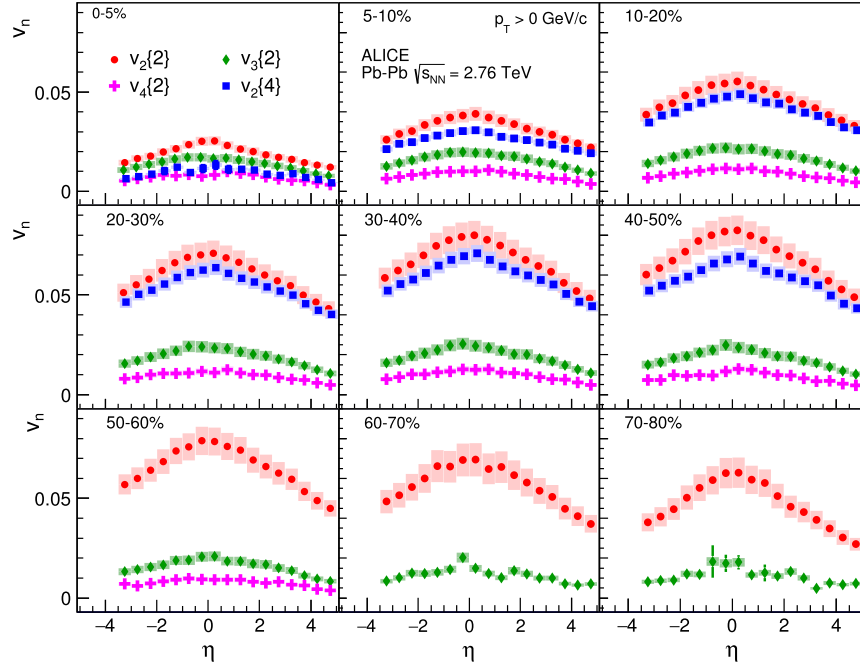 vₙ
0-5%
5-10%
p_T > 0 GeV/c
10-20%
v₂{2}
v₃{2}
v₄{2}
v₂{4}
ALICE
Pb-Pb √s_NN = 2.76 TeV
0.05
0
vₙ
20-30%
30-40%
40-50%
0.05
0
vₙ
50-60%
60-70%
70-80%
0.05
0
−4 −2 0 2 4
−4 −2 0 2 4
−4 −2 0 2 4
η
η
η